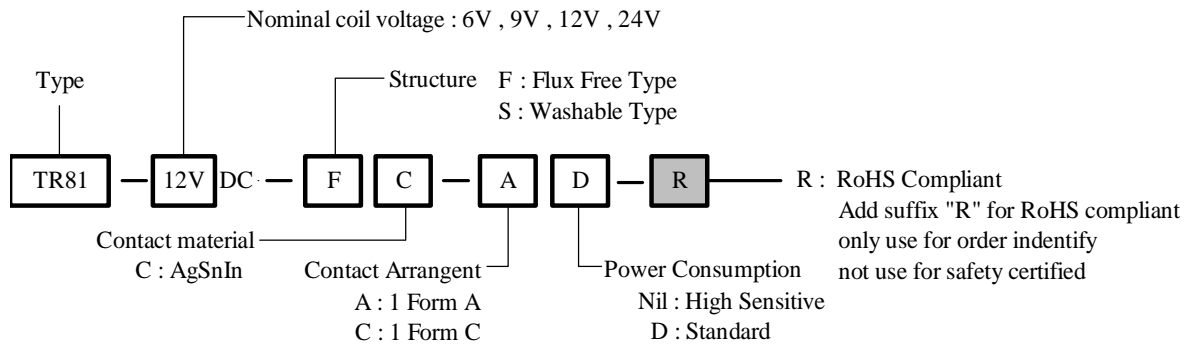 Nominal coil voltage : 6V , 9V , 12V , 24V
Type
Structure F : Flux Free Type
S : Washable Type
TR81 12V DC F C A D R R : RoHS Compliant
Add suffix "R" for RoHS compliant
only use for order indentify
not use for safety certified
Contact material
C : AgSnIn
Contact Arrangent
A : 1 Form A
C : 1 Form C
Power Consumption
Nil : High Sensitive
D : Standard